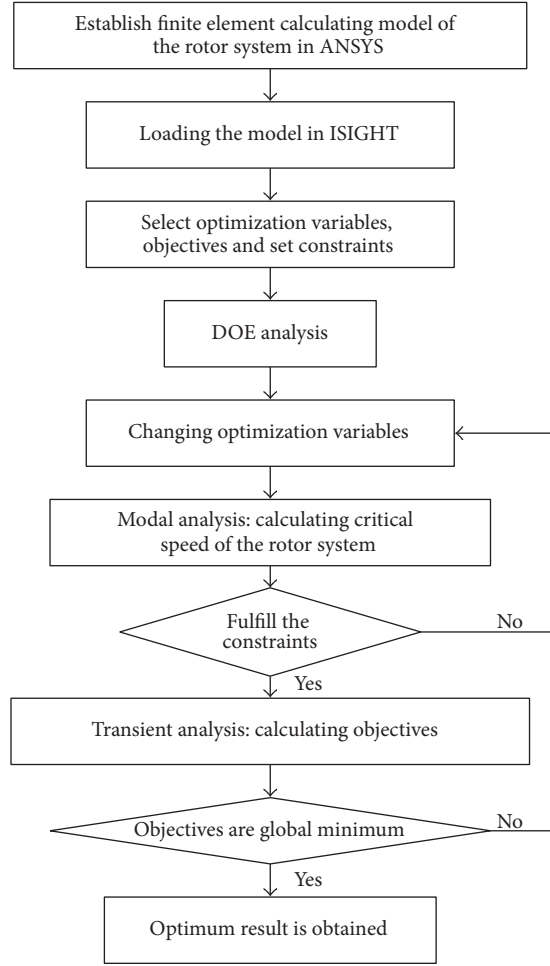 Establish finite element calculating model of
the rotor system in ANSYS
Loading the model in ISIGHT
Select optimization variables,
objectives and set constraints
DOE analysis
Changing optimization variables
Modal analysis: calculating critical
speed of the rotor system
Fulfill the
constraints
No
Yes
Transient analysis: calculating objectives
Objectives are global minimum
No
Yes
Optimum result is obtained